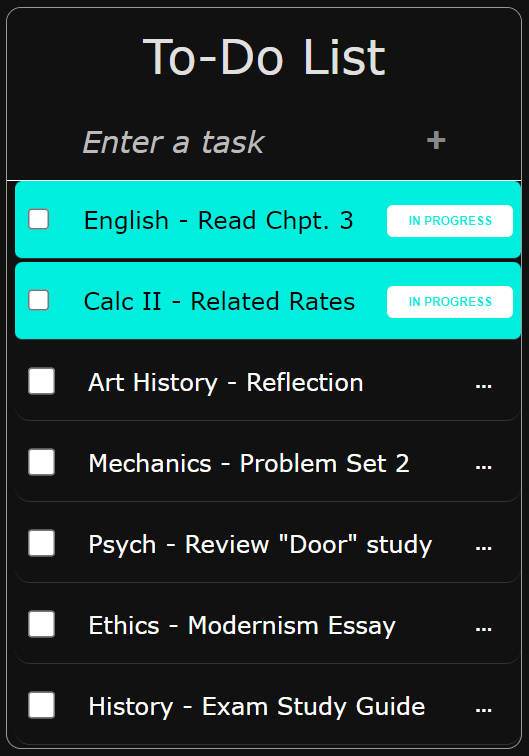 To-Do List
Enter a task +
English - Read Chpt. 3 IN PROGRESS
Calc II - Related Rates IN PROGRESS
Art History - Reflection ...
Mechanics - Problem Set 2 ...
Psych - Review "Door" study ...
Ethics - Modernism Essay ...
History - Exam Study Guide ...